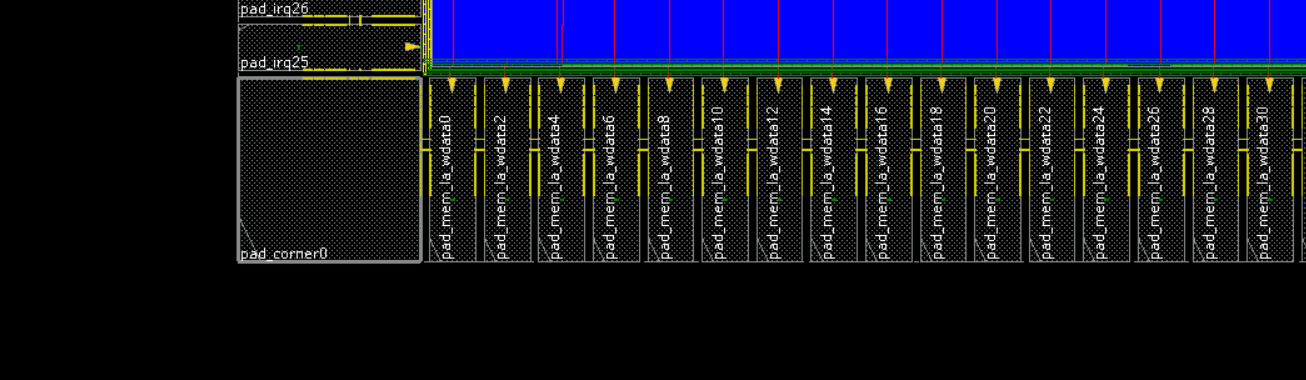 pad_irq26
pad_irq25
pad_mem_la_wdata0
pad_mem_la_wdata2
pad_mem_la_wdata4
pad_mem_la_wdata6
pad_mem_la_wdata8
pad_mem_la_wdata10
pad_mem_la_wdata12
pad_mem_la_wdata14
pad_mem_la_wdata16
pad_mem_la_wdata18
pad_mem_la_wdata20
pad_mem_la_wdata22
pad_mem_la_wdata24
pad_mem_la_wdata26
pad_mem_la_wdata28
pad_mem_la_wdata30
pad_corner0